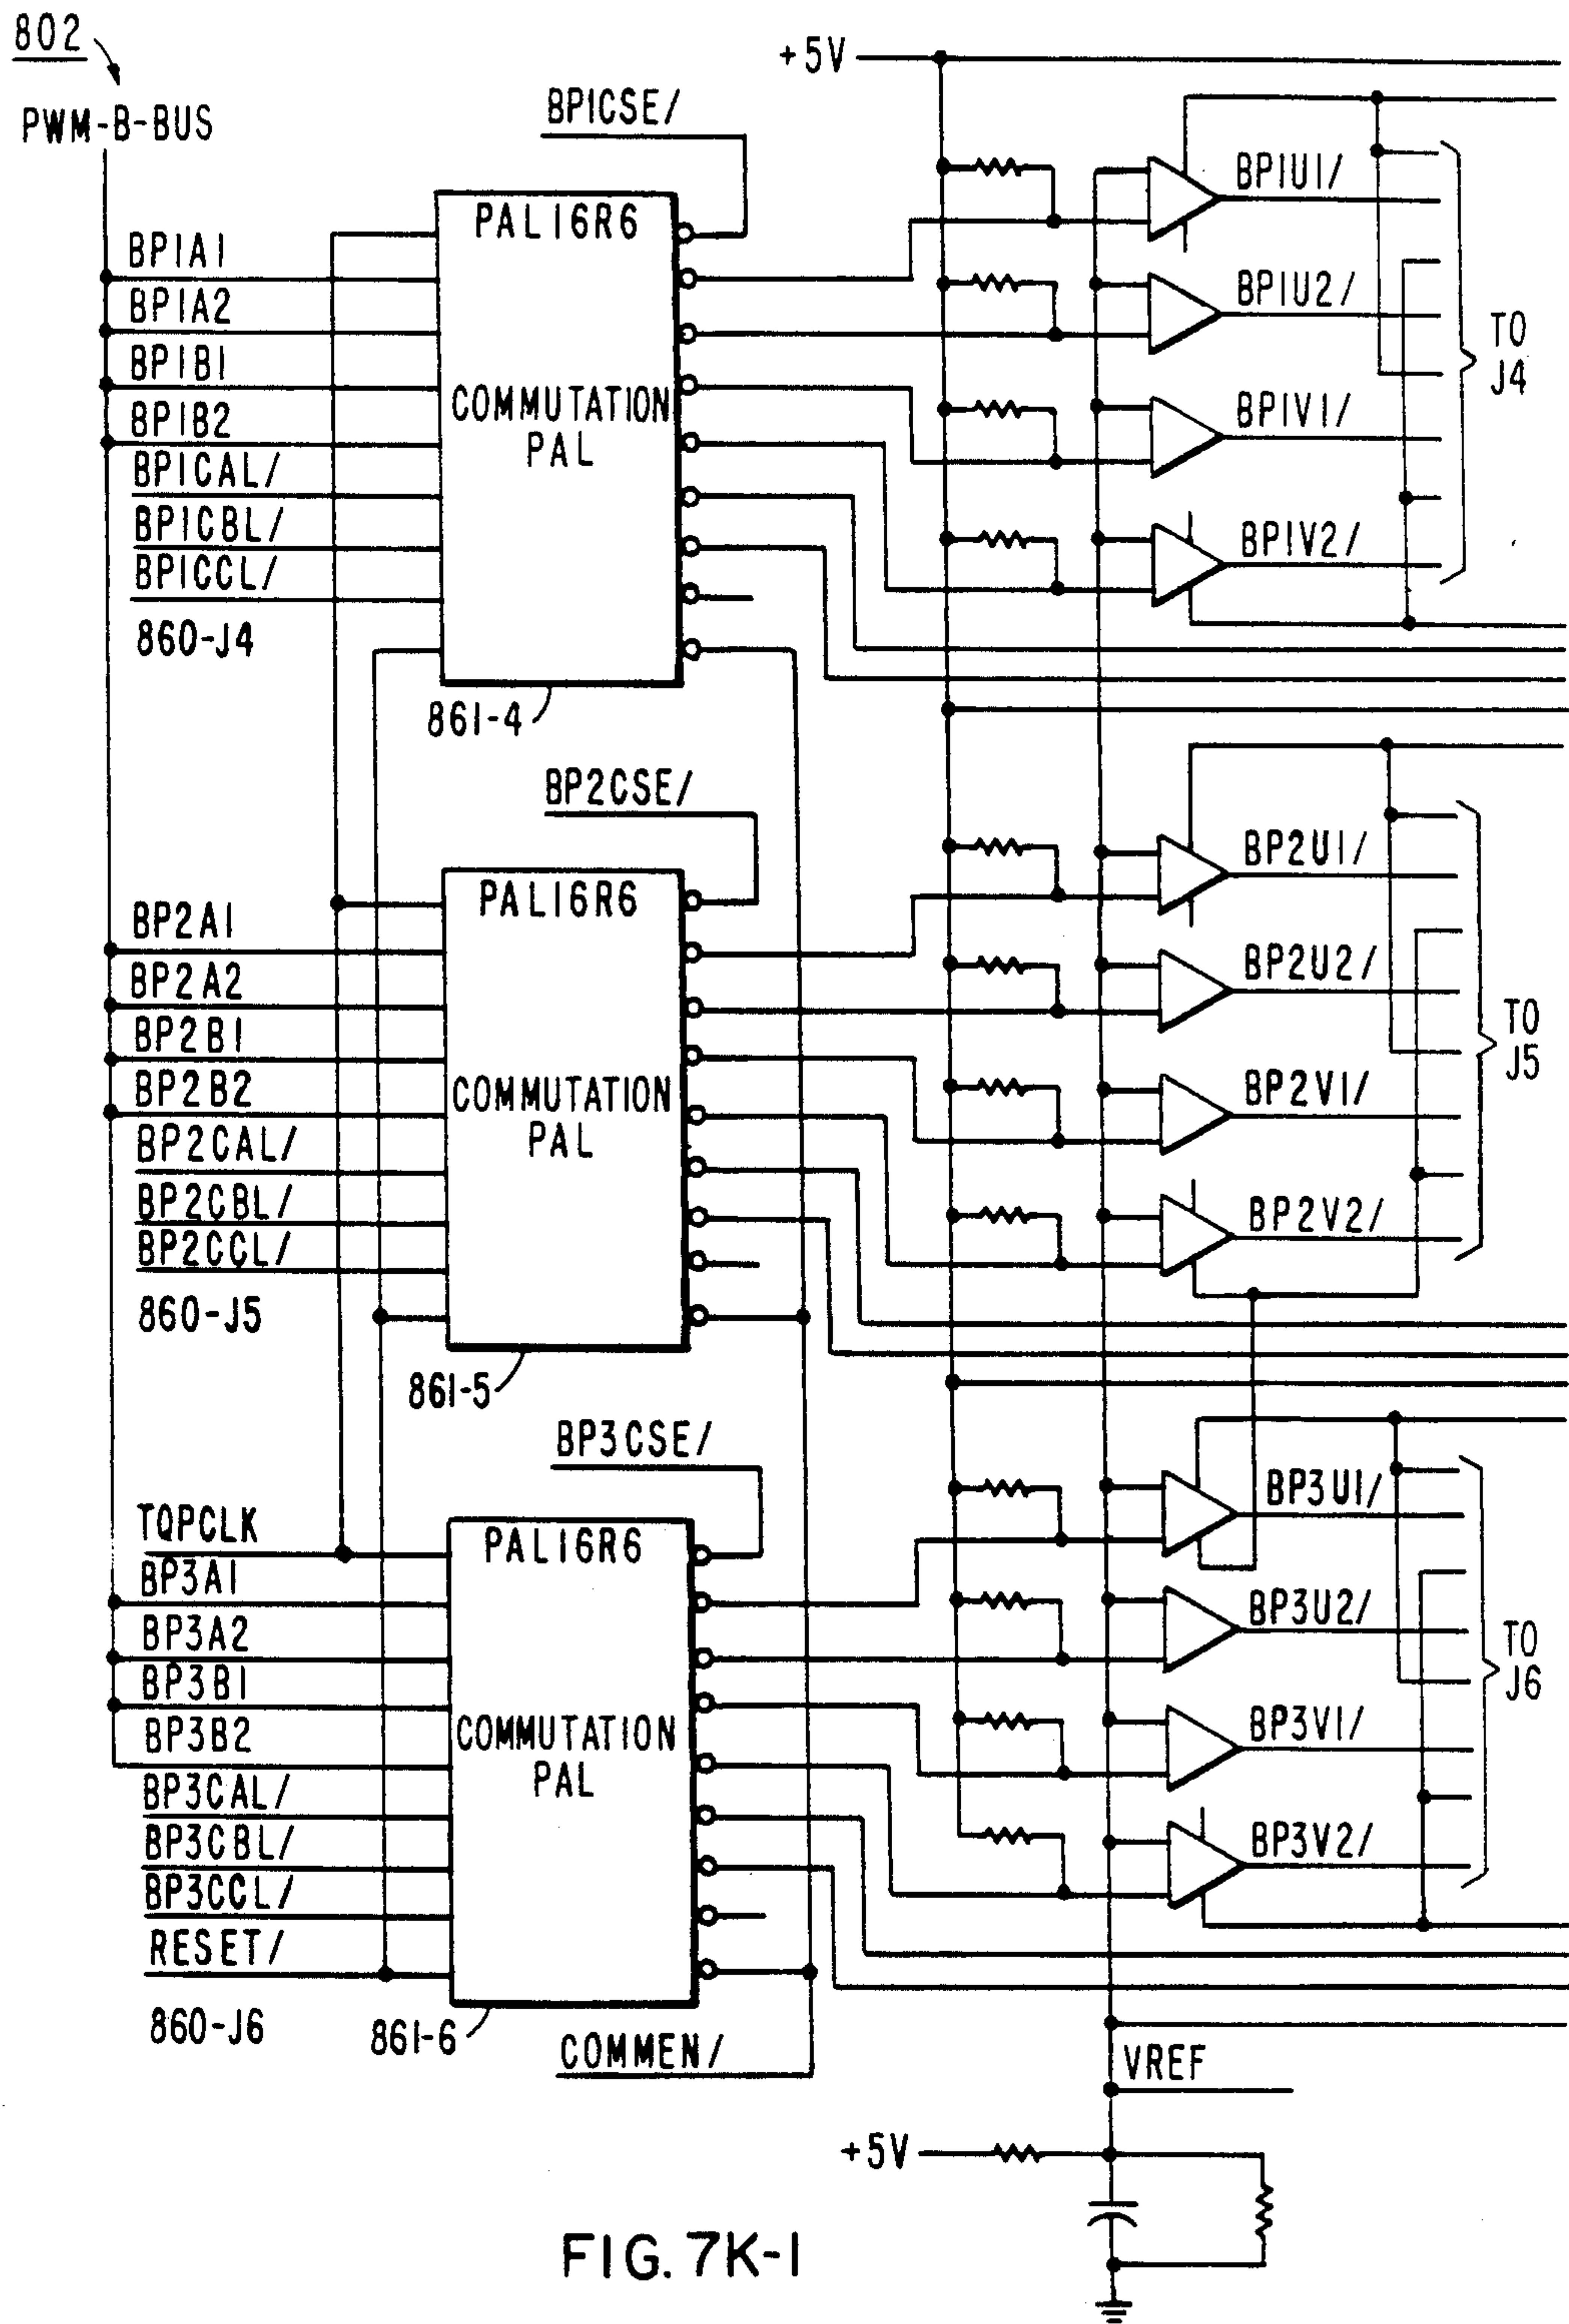 802
PWM-B-BUS
+5V
BP1CSE/
PAL16R6
COMMUTATION
PAL
BP1A1
BP1A2
BP1B1
BP1B2
BP1CAL/
BP1CBL/
BP1CCL/
860-J4
861-4
BP1U1/
BP1U2/
BP1V1/
BP1V2/
TO
J4
BP2CSE/
PAL16R6
COMMUTATION
PAL
BP2A1
BP2A2
BP2B1
BP2B2
BP2CAL/
BP2CBL/
BP2CCL/
860-J5
861-5
BP2U1/
BP2U2/
BP2V1/
BP2V2/
TO
J5
BP3CSE/
PAL16R6
COMMUTATION
PAL
TQPCLK
BP3A1
BP3A2
BP3B1
BP3B2
BP3CAL/
BP3CBL/
BP3CCL/
RESET/
860-J6
861-6
COMMEN/
BP3U1/
BP3U2/
BP3V1/
BP3V2/
TO
J6
VREF
+5V
FIG. 7K-1